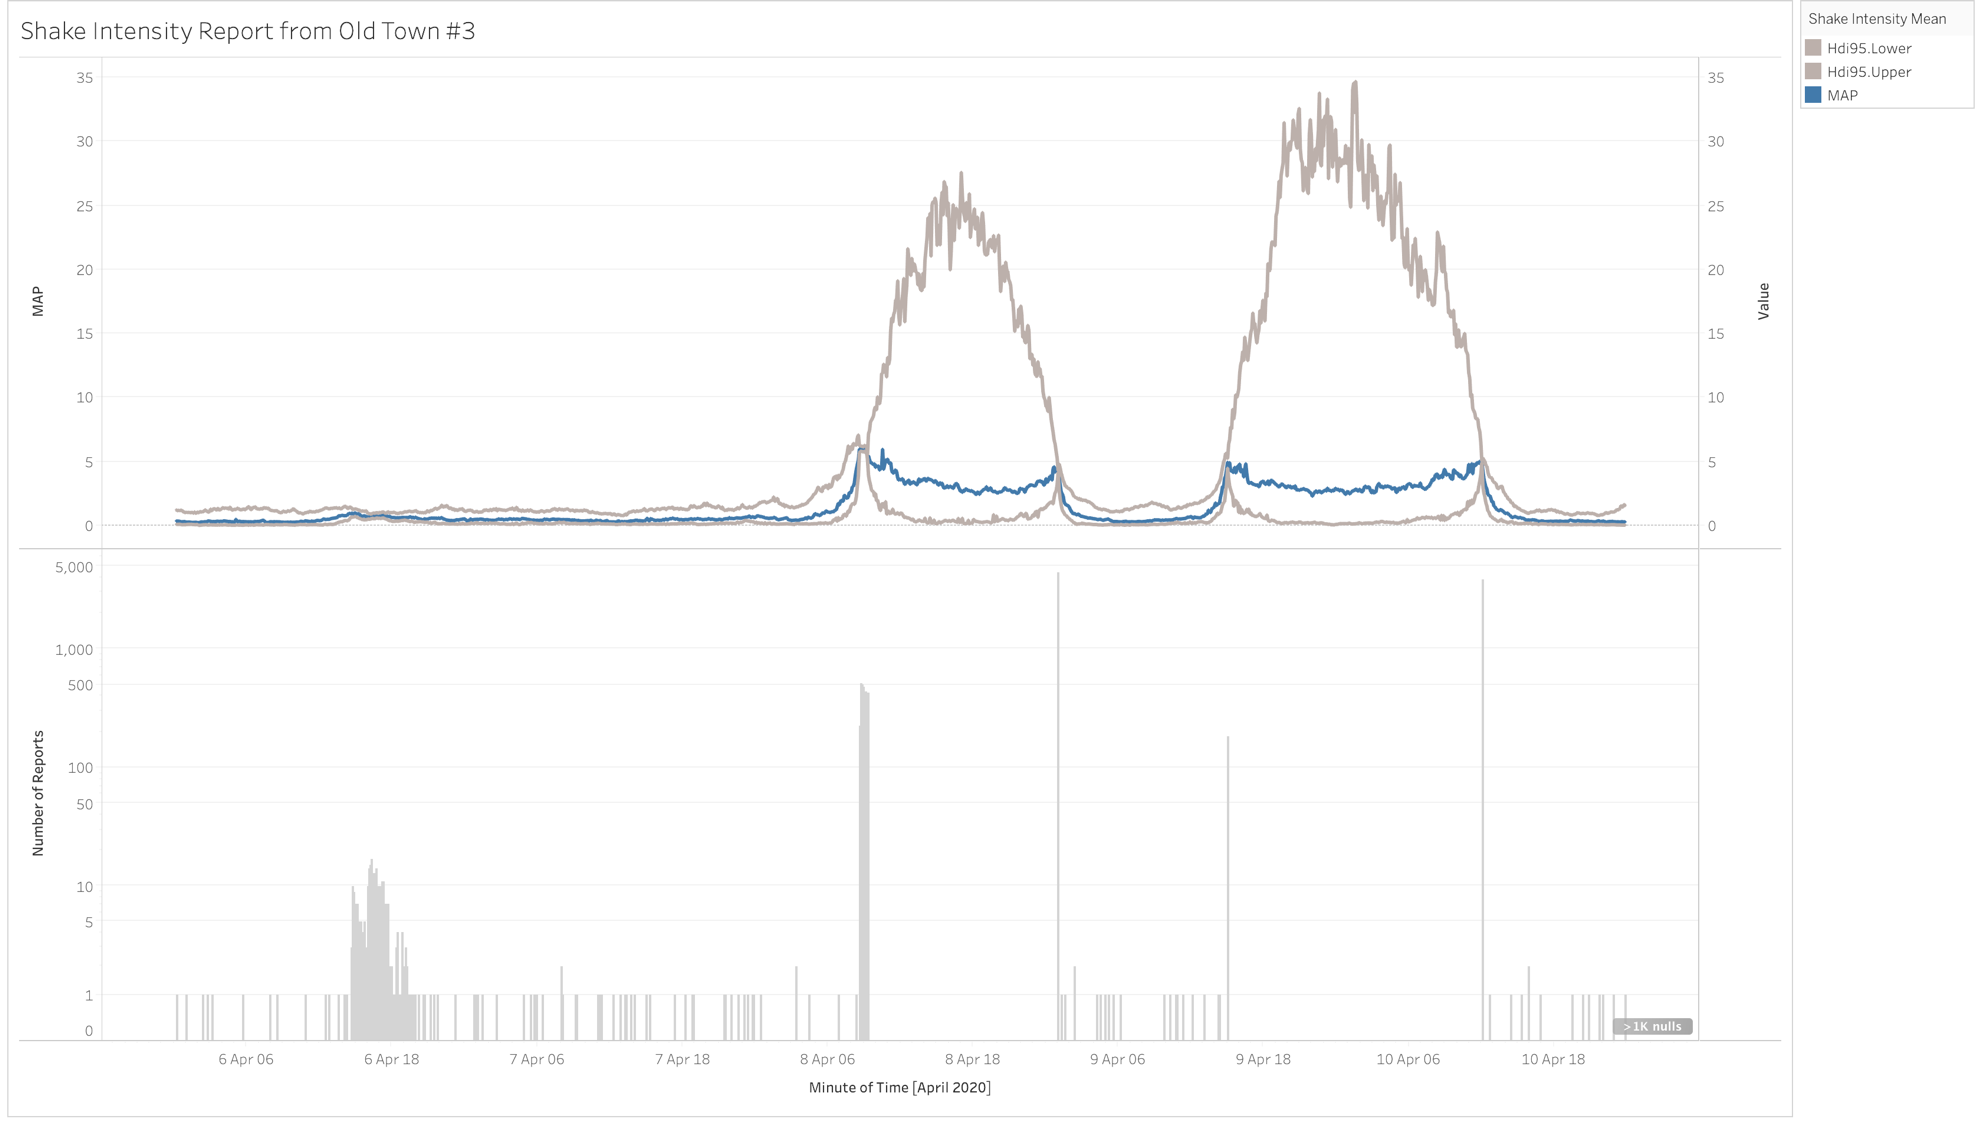 Shake Intensity Report from Old Town #3
Shake Intensity Mean
Hdi95.Lower
Hdi95.Upper
MAP
35
30
25
20
15
10
5
0
MAP
35
30
25
20
15
10
5
0
Value
5,000
1,000
500
100
50
10
5
1
0
Number of Reports
>1K nulls
6 Apr 06
6 Apr 18
7 Apr 06
7 Apr 18
8 Apr 06
8 Apr 18
9 Apr 06
9 Apr 18
10 Apr 06
10 Apr 18
Minute of Time [April 2020]